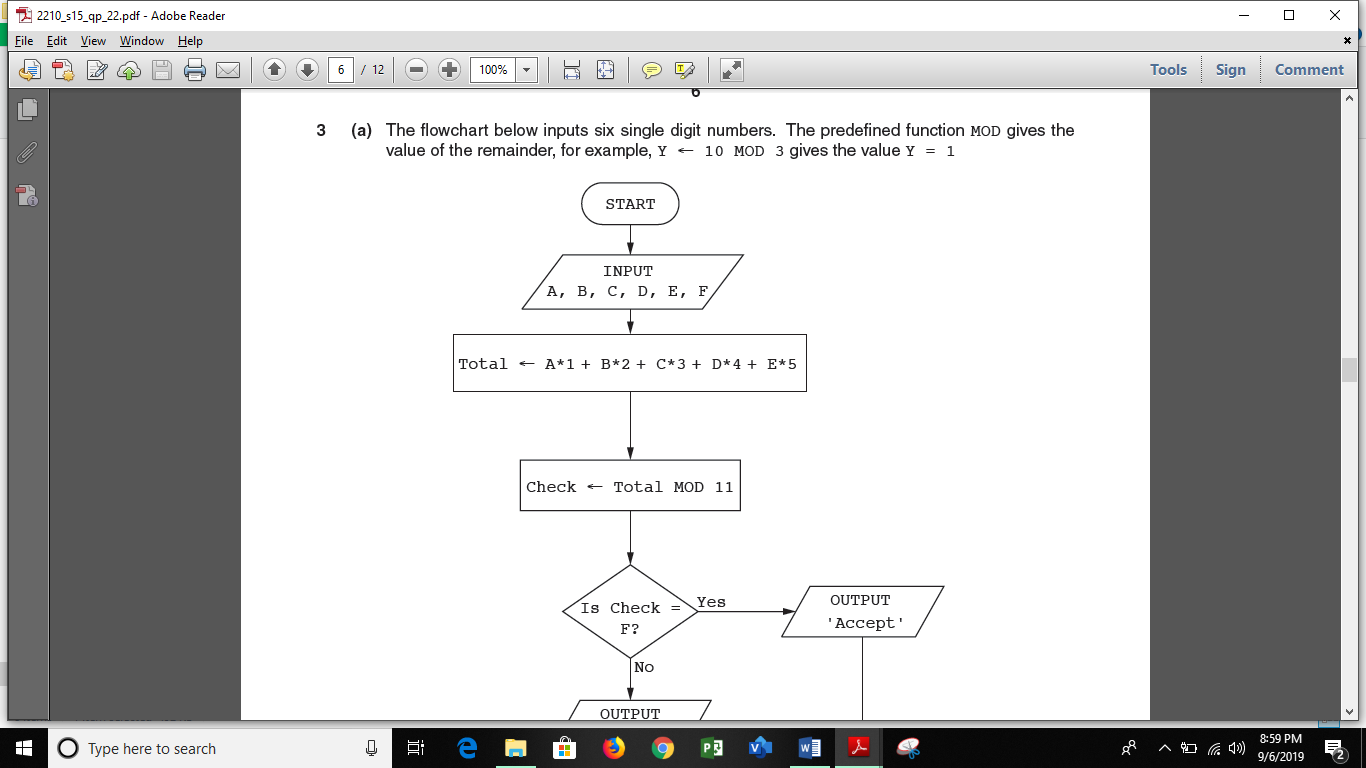 2210_s15_qp_22.pdf - Adobe Reader
File Edit View Window Help
6 / 12 100% Tools Sign Comment
6
3 (a) The flowchart below inputs six single digit numbers. The predefined function MOD gives the
value of the remainder, for example, Y ← 10 MOD 3 gives the value Y = 1
START
INPUT
A, B, C, D, E, F
Total ← A*1 + B*2 + C*3 + D*4 + E*5
Check ← Total MOD 11
Is Check =
F?
Yes
OUTPUT
'Accept'
No
OUTPUT
Type here to search
8:59 PM
9/6/2019
2